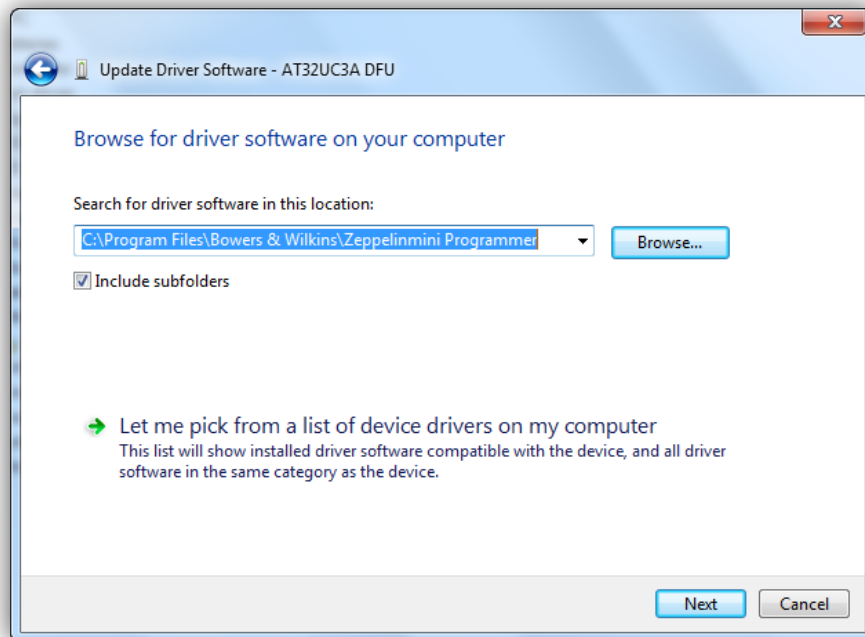 Update Driver Software - AT32UC3A DFU
Browse for driver software on your computer
Search for driver software in this location:
C:\Program Files\Bowers & Wilkins\Zeppelinmini Programmer
Browse...
Include subfolders
Let me pick from a list of device drivers on my computer
This list will show installed driver software compatible with the device, and all driver
software in the same category as the device.
Next
Cancel